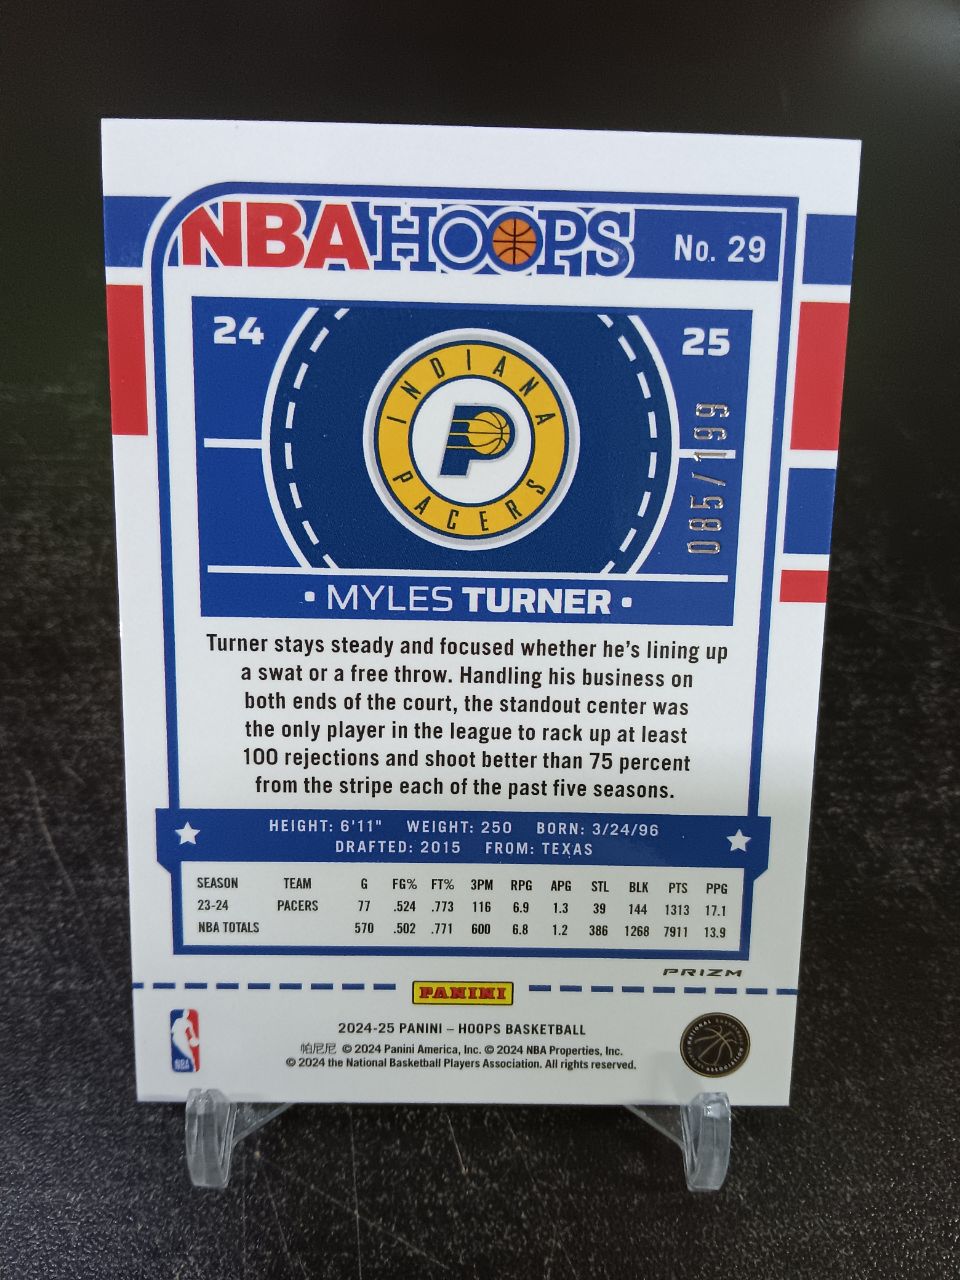 NBA HOOPS No. 29
24 25
INDIANA
PACERS
085/199
• MYLES TURNER •
Turner stays steady and focused whether he's lining up
a swat or a free throw. Handling his business on
both ends of the court, the standout center was
the only player in the league to rack up at least
100 rejections and shoot better than 75 percent
from the stripe each of the past five seasons.
HEIGHT: 6'11" WEIGHT: 250 BORN: 3/24/96
DRAFTED: 2015 FROM: TEXAS
SEASON TEAM G FG% FT% 3PM RPG APG STL BLK PTS PPG
23-24 PACERS 77 .524 .773 116 6.9 1.3 39 144 1313 17.1
NBA TOTALS 570 .502 .771 600 6.8 1.2 386 1268 7911 13.9
PRIZM
PANINI
2024-25 PANINI – HOOPS BASKETBALL
帕尼尼 © 2024 Panini America, Inc. © 2024 NBA Properties, Inc.
© 2024 the National Basketball Players Association. All rights reserved.
NBA
NATIONAL BASKETBALL
ASSOCIATION